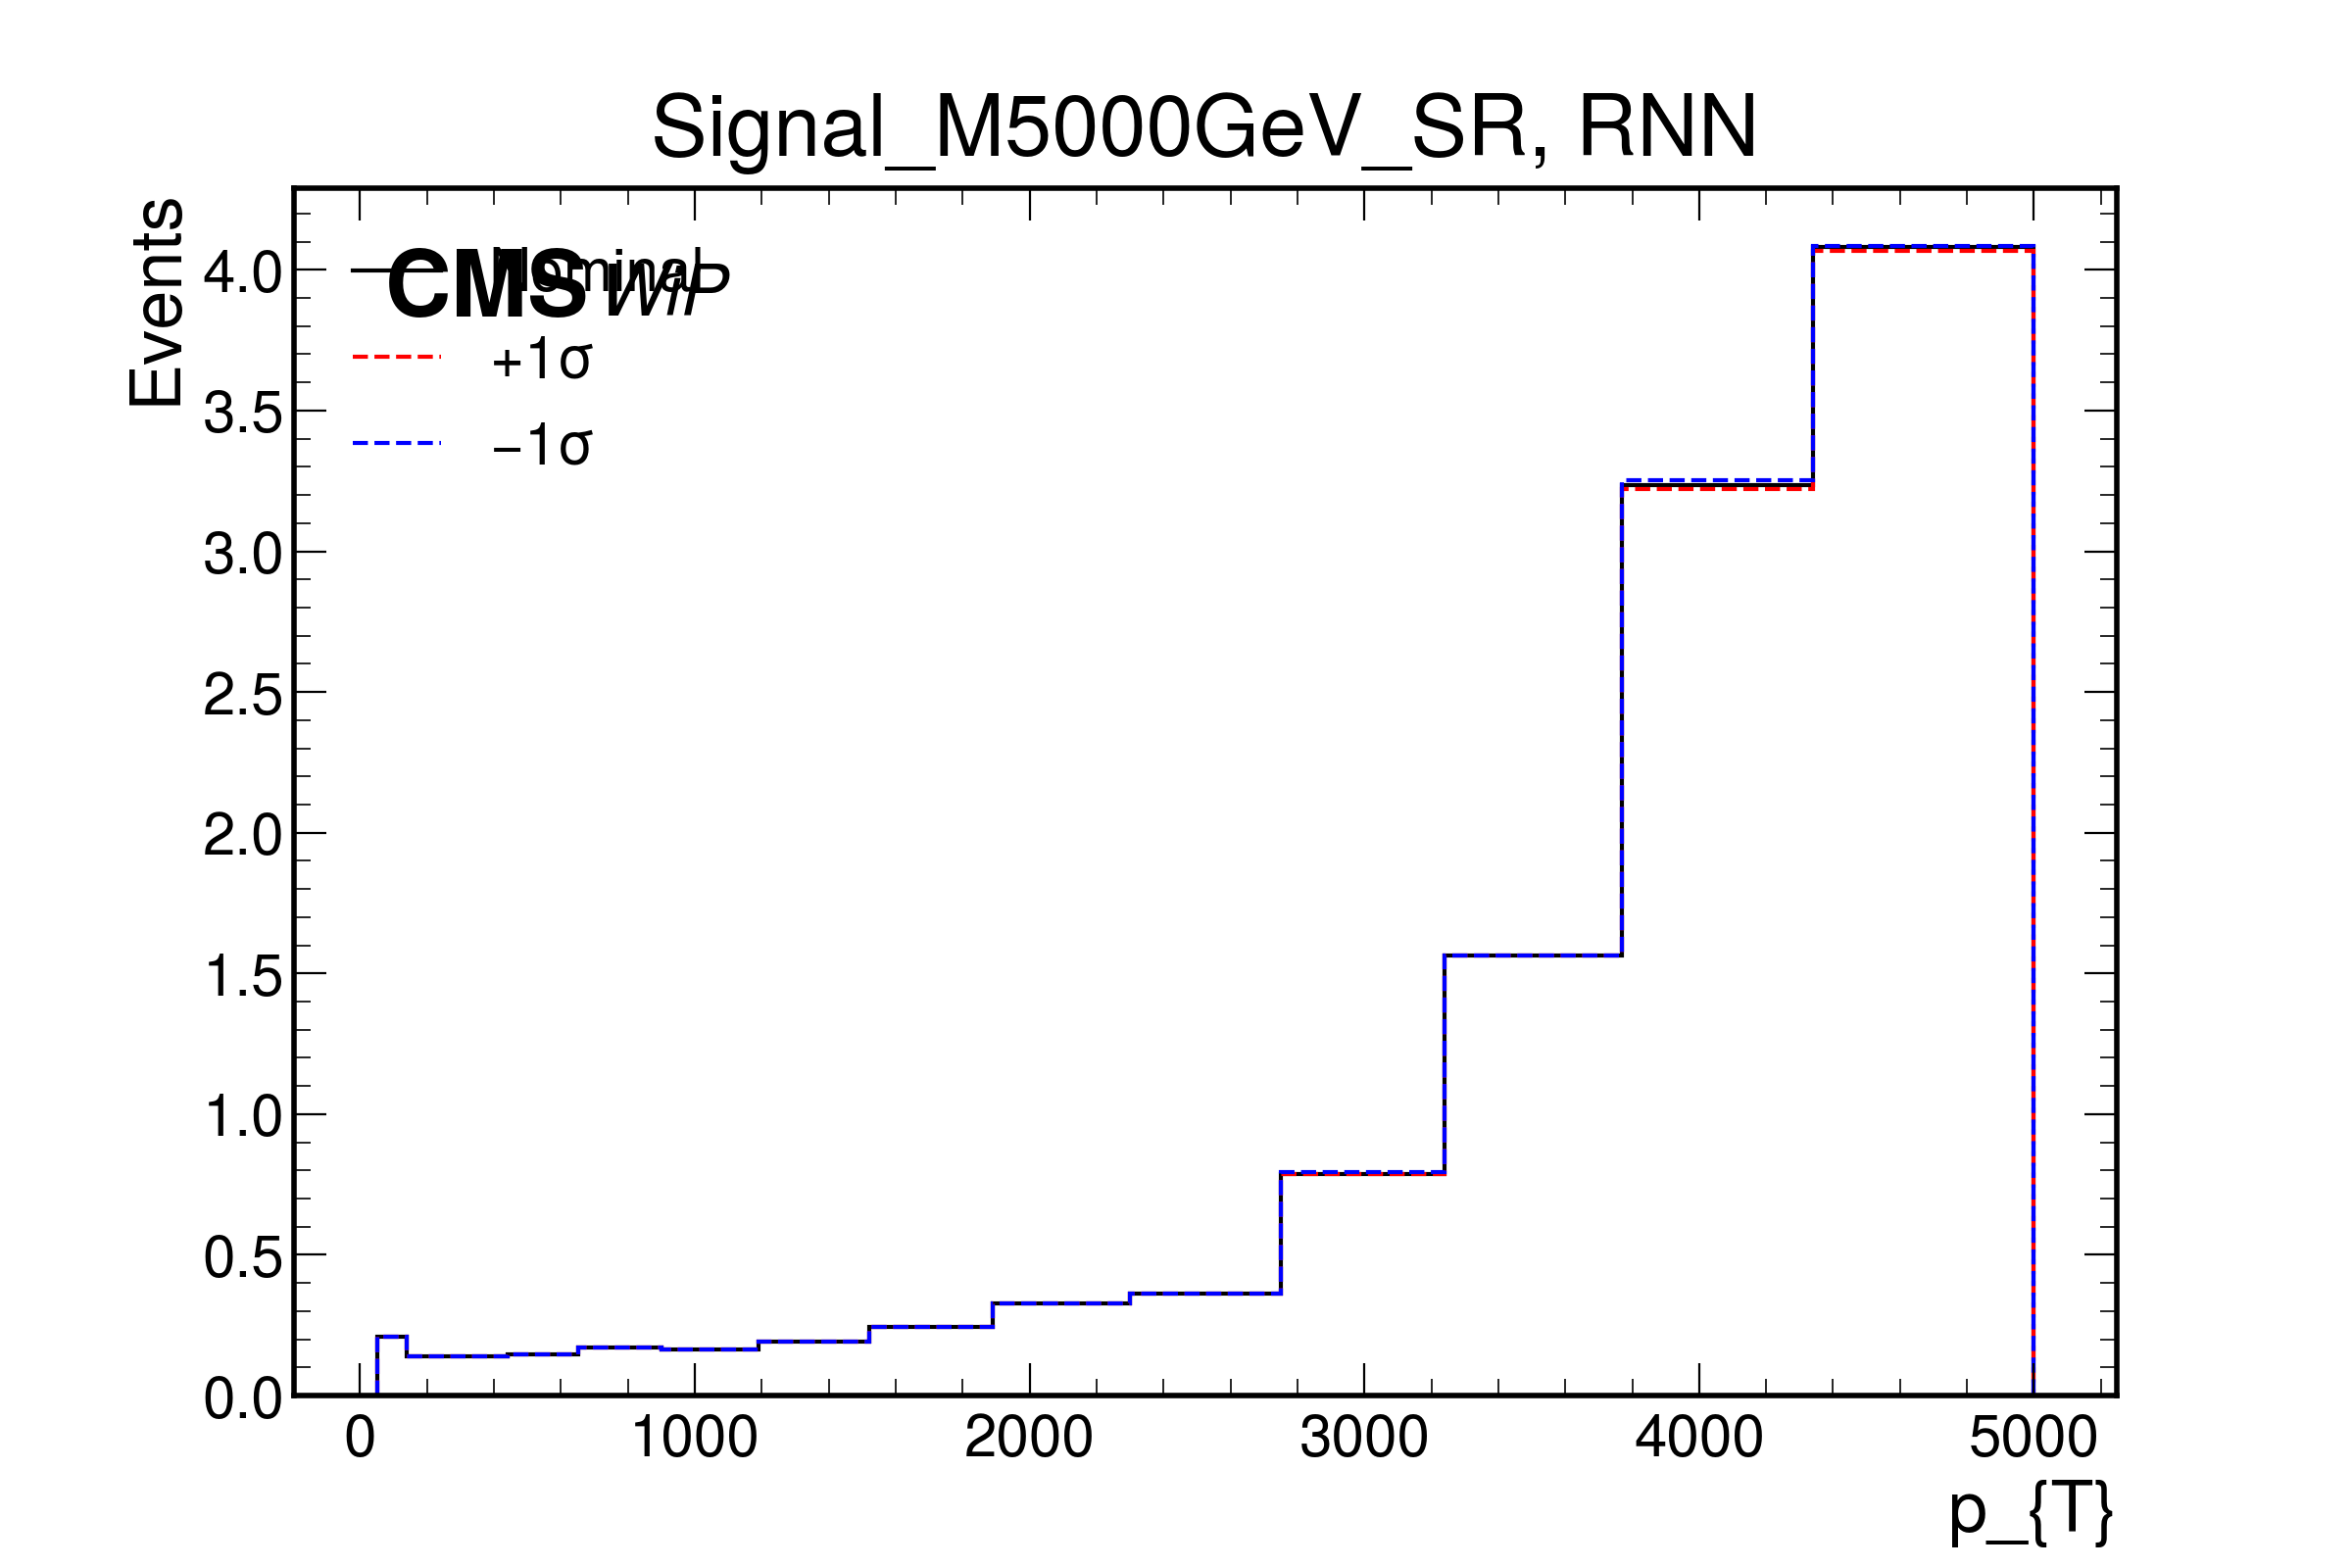 Signal_M5000GeV_SR, RNN
Events
CMS WiP
Nominal
+1σ
−1σ
4.0
3.5
3.0
2.5
2.0
1.5
1.0
0.5
0.0
0 1000 2000 3000 4000 5000
p_{T}